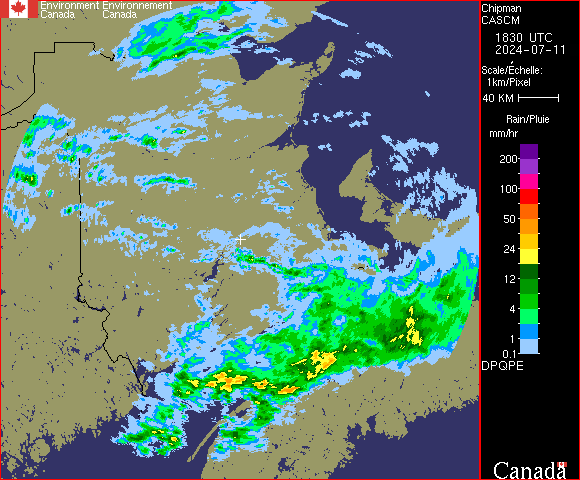 Environment Environnement
Canada Canada
Chipman
CASCM
1830 UTC
2024-07-11
Scale/Échelle:
1km/Pixel
40 KM
Rain/Pluie
mm/hr
200
100
50
24
12
4
1
0.1
DPQPE
Canada